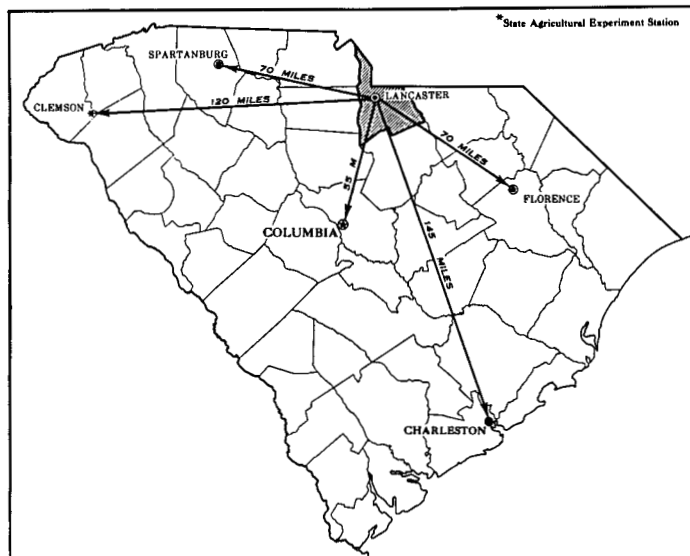 *State Agricultural Experiment Station
SPARTANBURG
70 MILES
LANCASTER
CLEMSON
120 MILES
70 MILES
55 M
FLORENCE
COLUMBIA
145 MILES
CHARLESTON